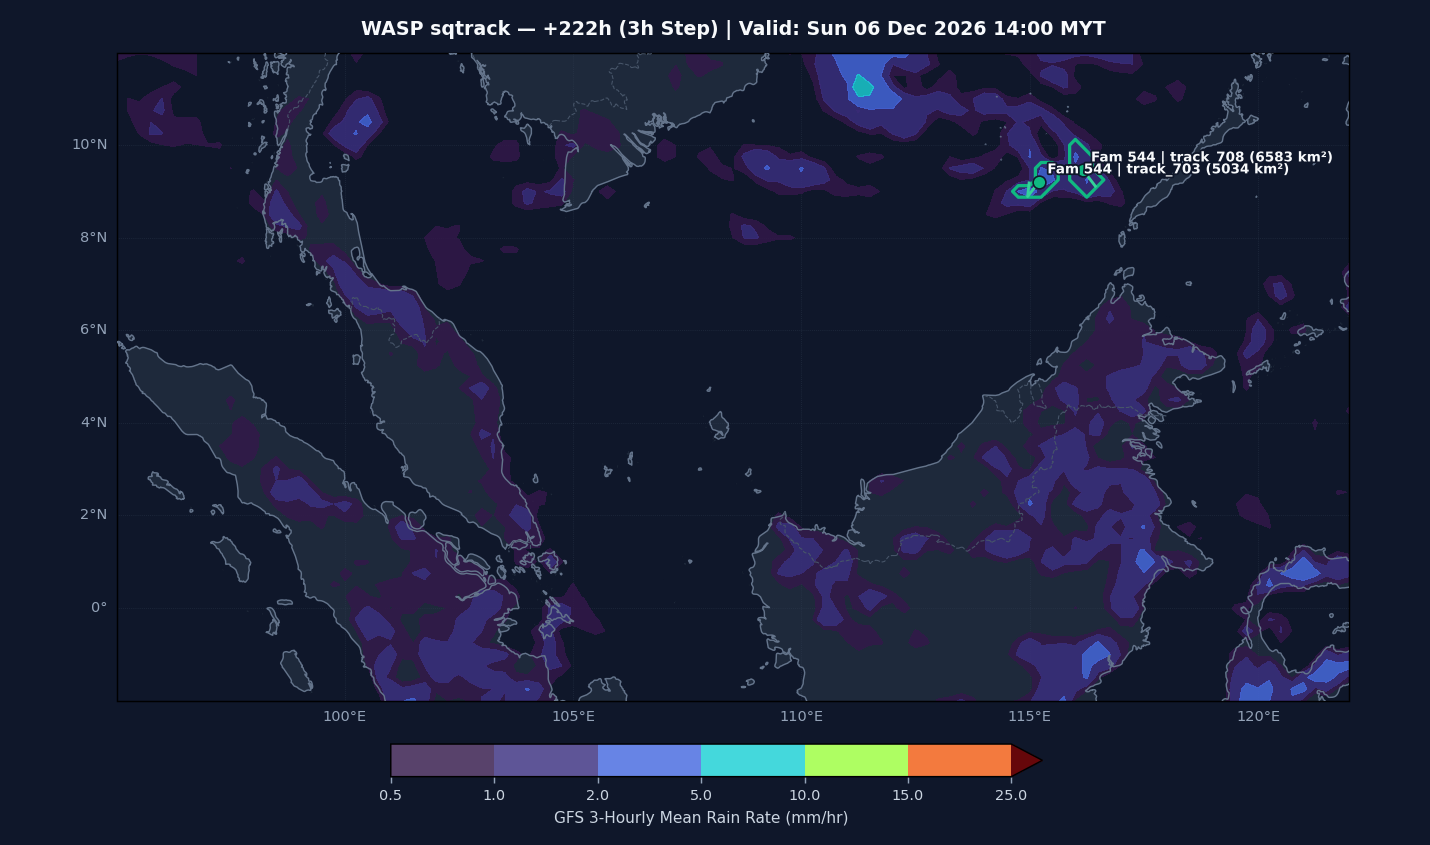 WASP sqtrack — +222h (3h Step) | Valid: Sun 06 Dec 2026 14:00 MYT
10°N
Fam 544 | track_708 (6583 km²)
Fam 544 | track_703 (5034 km²)
8°N
6°N
4°N
2°N
0°
100°E 105°E 110°E 115°E 120°E
0.5 1.0 2.0 5.0 10.0 15.0 25.0
GFS 3-Hourly Mean Rain Rate (mm/hr)